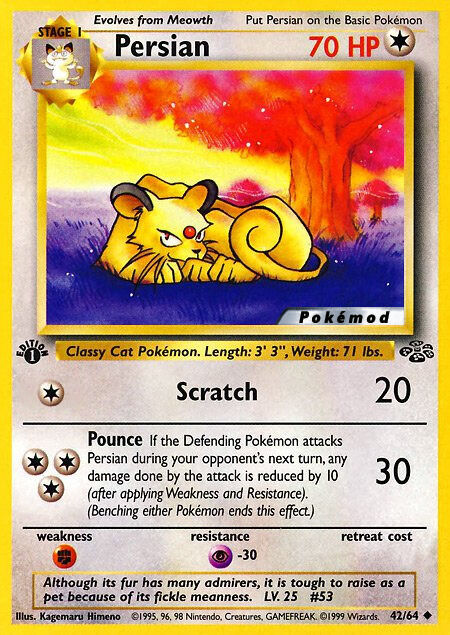 Evolves from Meowth Put Persian on the Basic Pokémon
STAGE 1
Persian 70 HP
Pokémod
EDITION
1
Classy Cat Pokémon. Length: 3' 3", Weight: 71 lbs.
Scratch 20
Pounce If the Defending Pokémon attacks
Persian during your opponent's next turn, any
damage done by the attack is reduced by 10
(after applying Weakness and Resistance).
(Benching either Pokémon ends this effect.)
30
weakness resistance retreat cost
-30
Although its fur has many admirers, it is tough to raise as a
pet because of its fickle meanness. LV. 25 #53
Illus. Kagemaru Himeno ©1995, 96, 98 Nintendo, Creatures, GAMEFREAK. ©1999 Wizards. 42/64